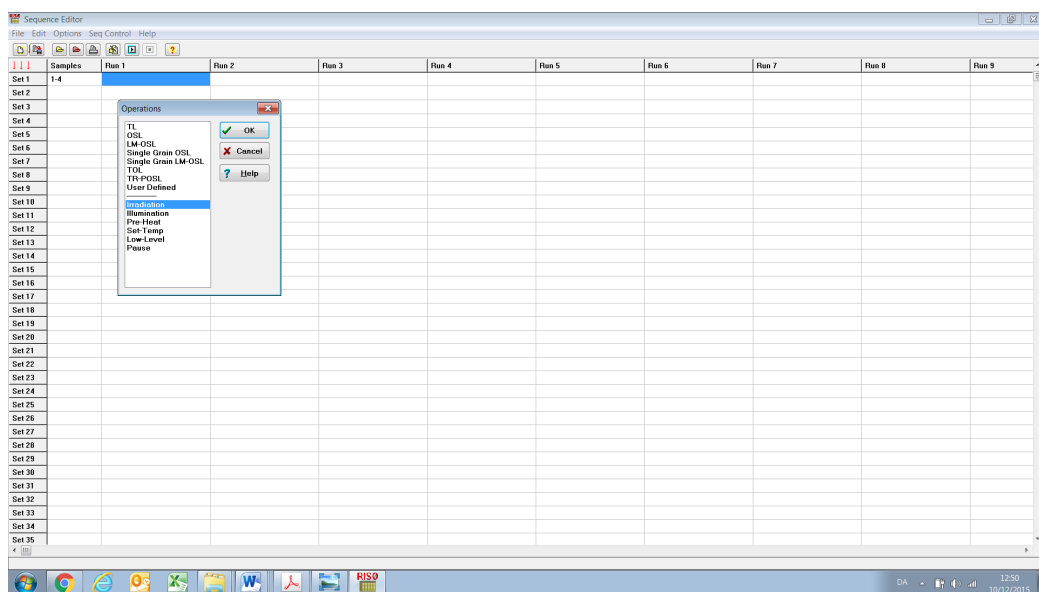 Sequence Editor
File Edit Options Seq Control Help
Samples Run 1 Run 2 Run 3 Run 4 Run 5 Run 6 Run 7 Run 8 Run 9
Set 1 1-4
Set 2
Set 3
Set 4
Set 5
Set 6
Set 7
Set 8
Set 9
Set 10
Set 11
Set 12
Set 13
Set 14
Set 15
Set 16
Set 17
Set 18
Set 19
Set 20
Set 21
Set 22
Set 23
Set 24
Set 25
Set 26
Set 27
Set 28
Set 29
Set 30
Set 31
Set 32
Set 33
Set 34
Set 35
Operations
TL
OSL
LM-OSL
Single Grain OSL
Single Grain LM-OSL
TOL
TR-POSL
User Defined
Irradiation
Illumination
Pre-Heat
Set-Temp
Low-Level
Pause
OK
Cancel
? Help
RISØ
DA
12:50
10/12/2015